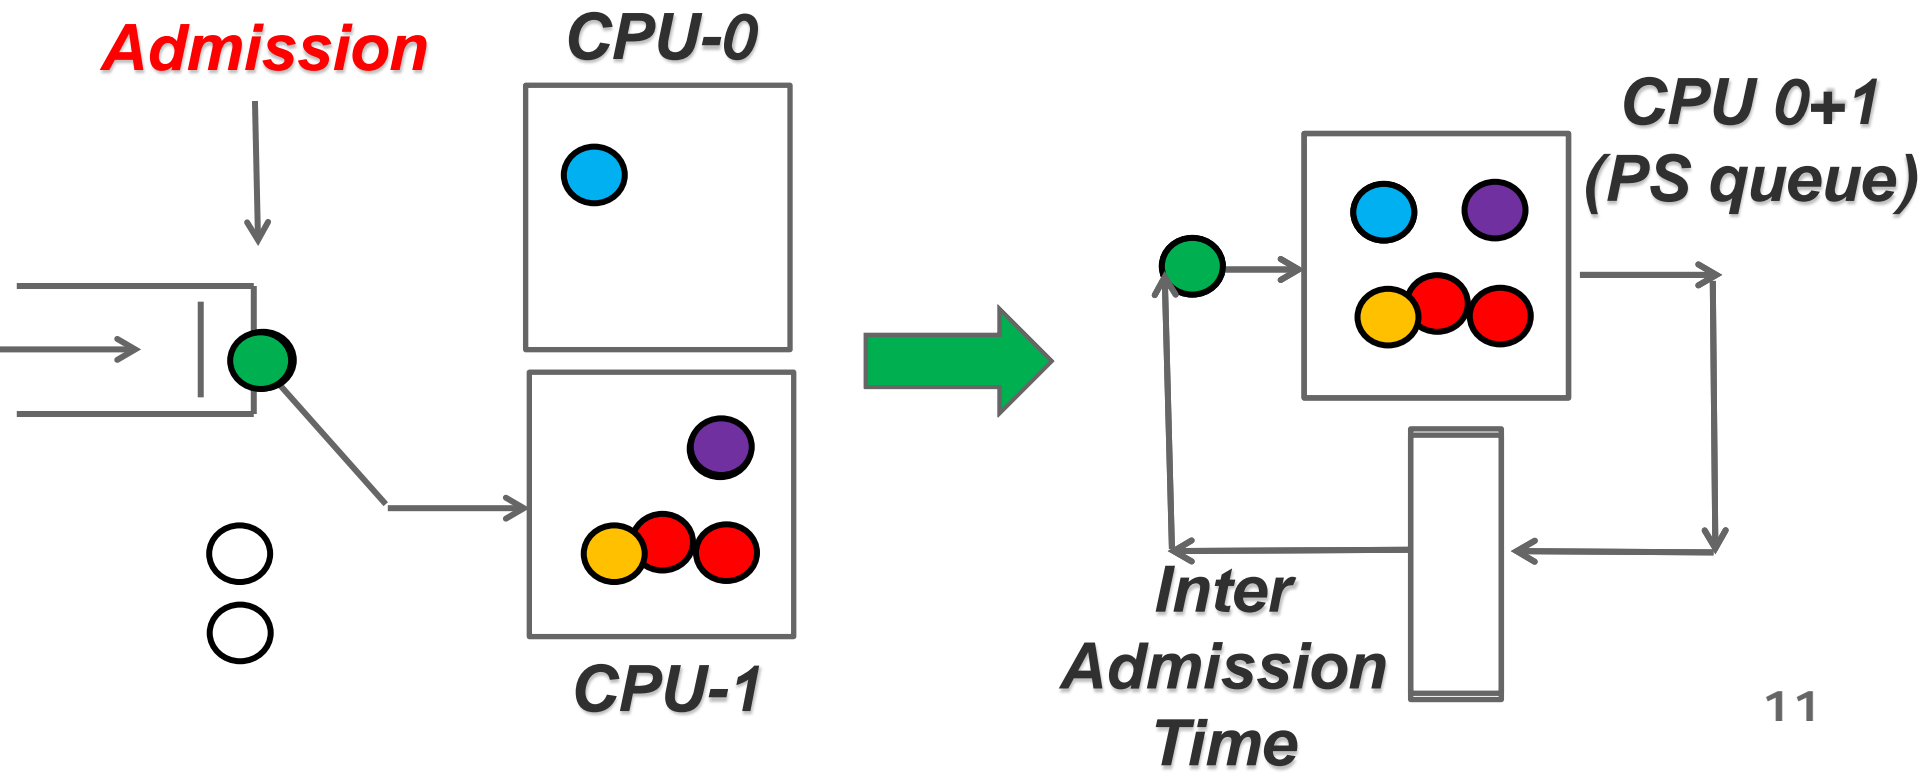 Admission
CPU-0
CPU-1
CPU 0+1
(PS queue)
Inter
Admission
Time
11